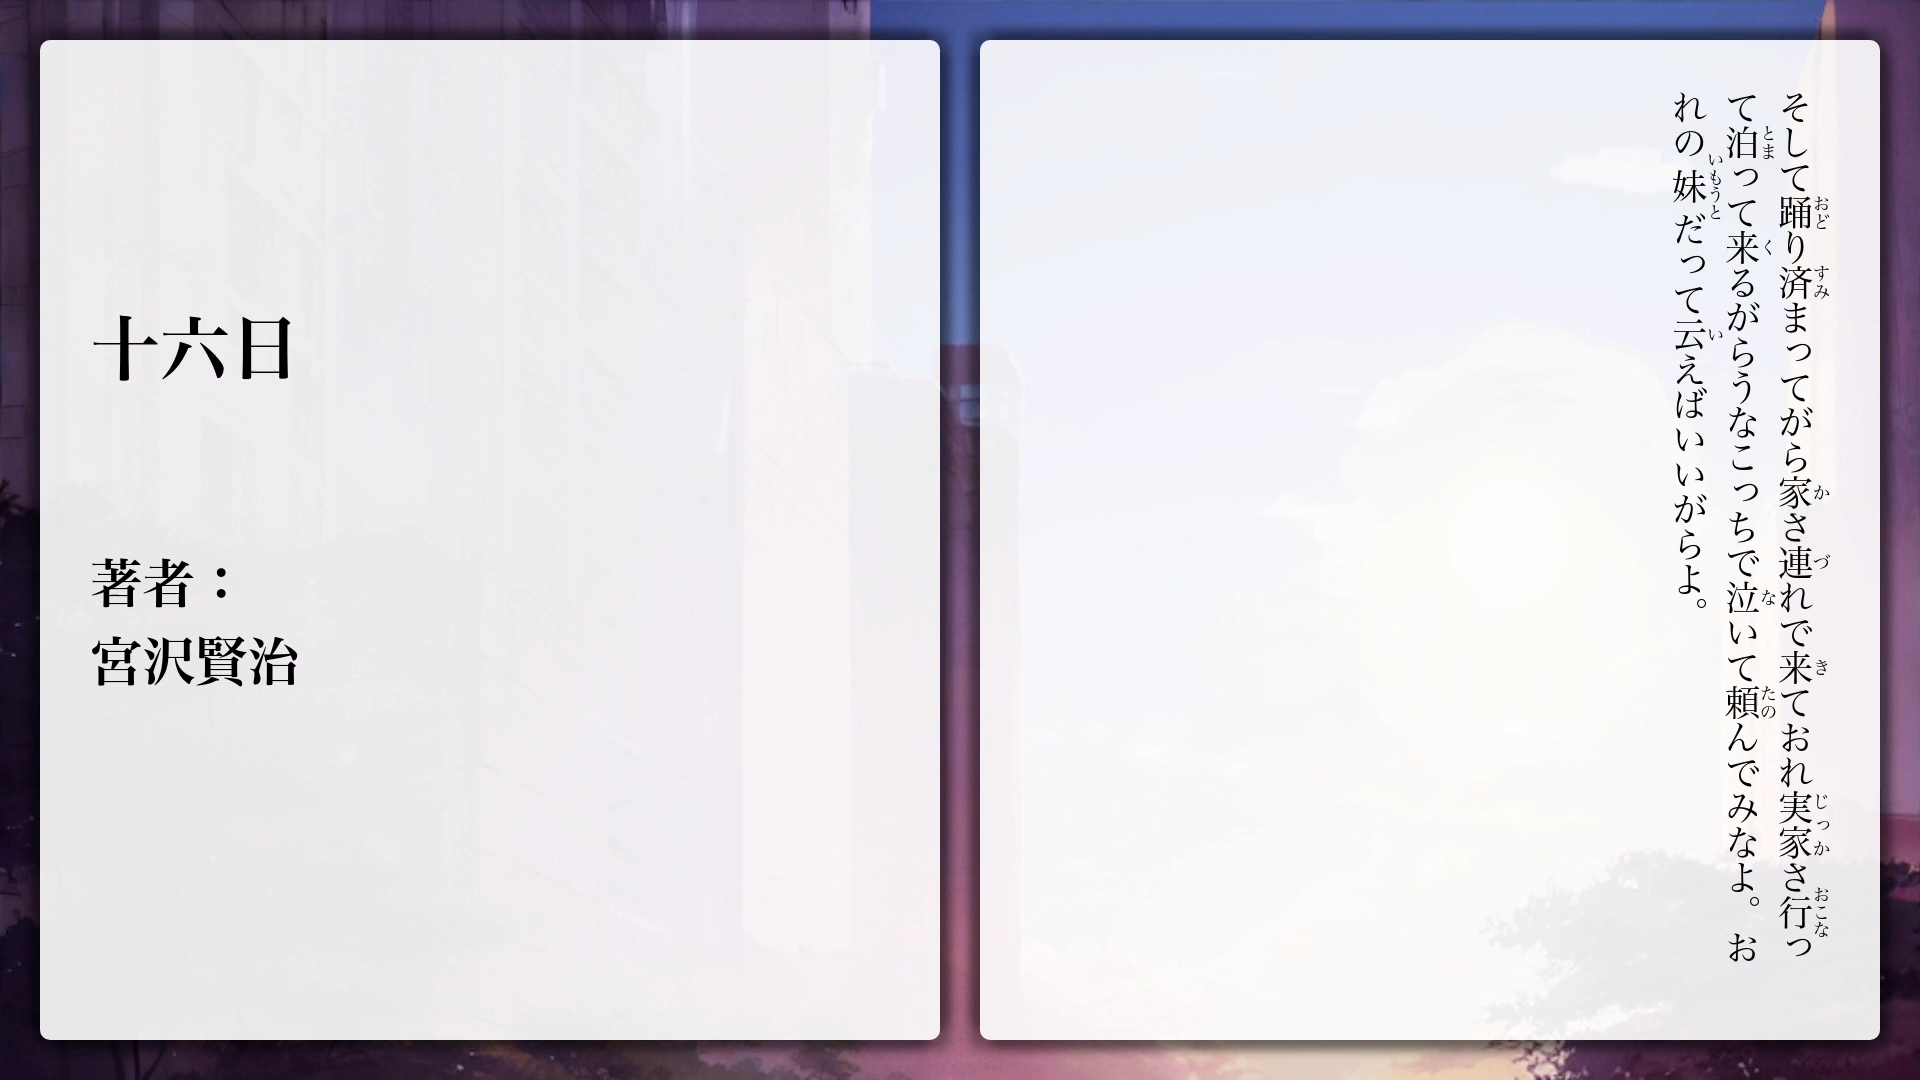 十六日
著者：
宮沢賢治
そして踊り済まってがら家さ連れで来ておれ実家さ行っ
て泊って来るがらうなこっちで泣いて頼んでみなよ。お
れの妹だって云えばいいがらよ。